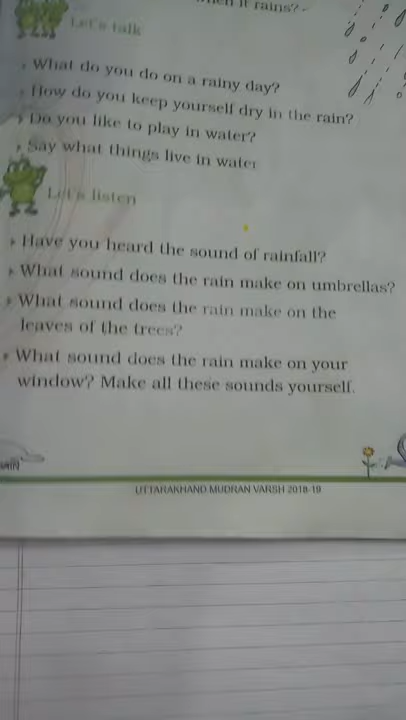 it rains?
Let's talk
What do you do on a rainy day?
How do you keep yourself dry in the rain?
Do you like to play in water?
Say what things live in water
Let's listen
Have you heard the sound of rainfall?
What sound does the rain make on umbrellas?
What sound does the rain make on the
leaves of the trees?
What sound does the rain make on your
window? Make all these sounds yourself.
UTTARAKHAND MUDRAN VARSH 2018-19